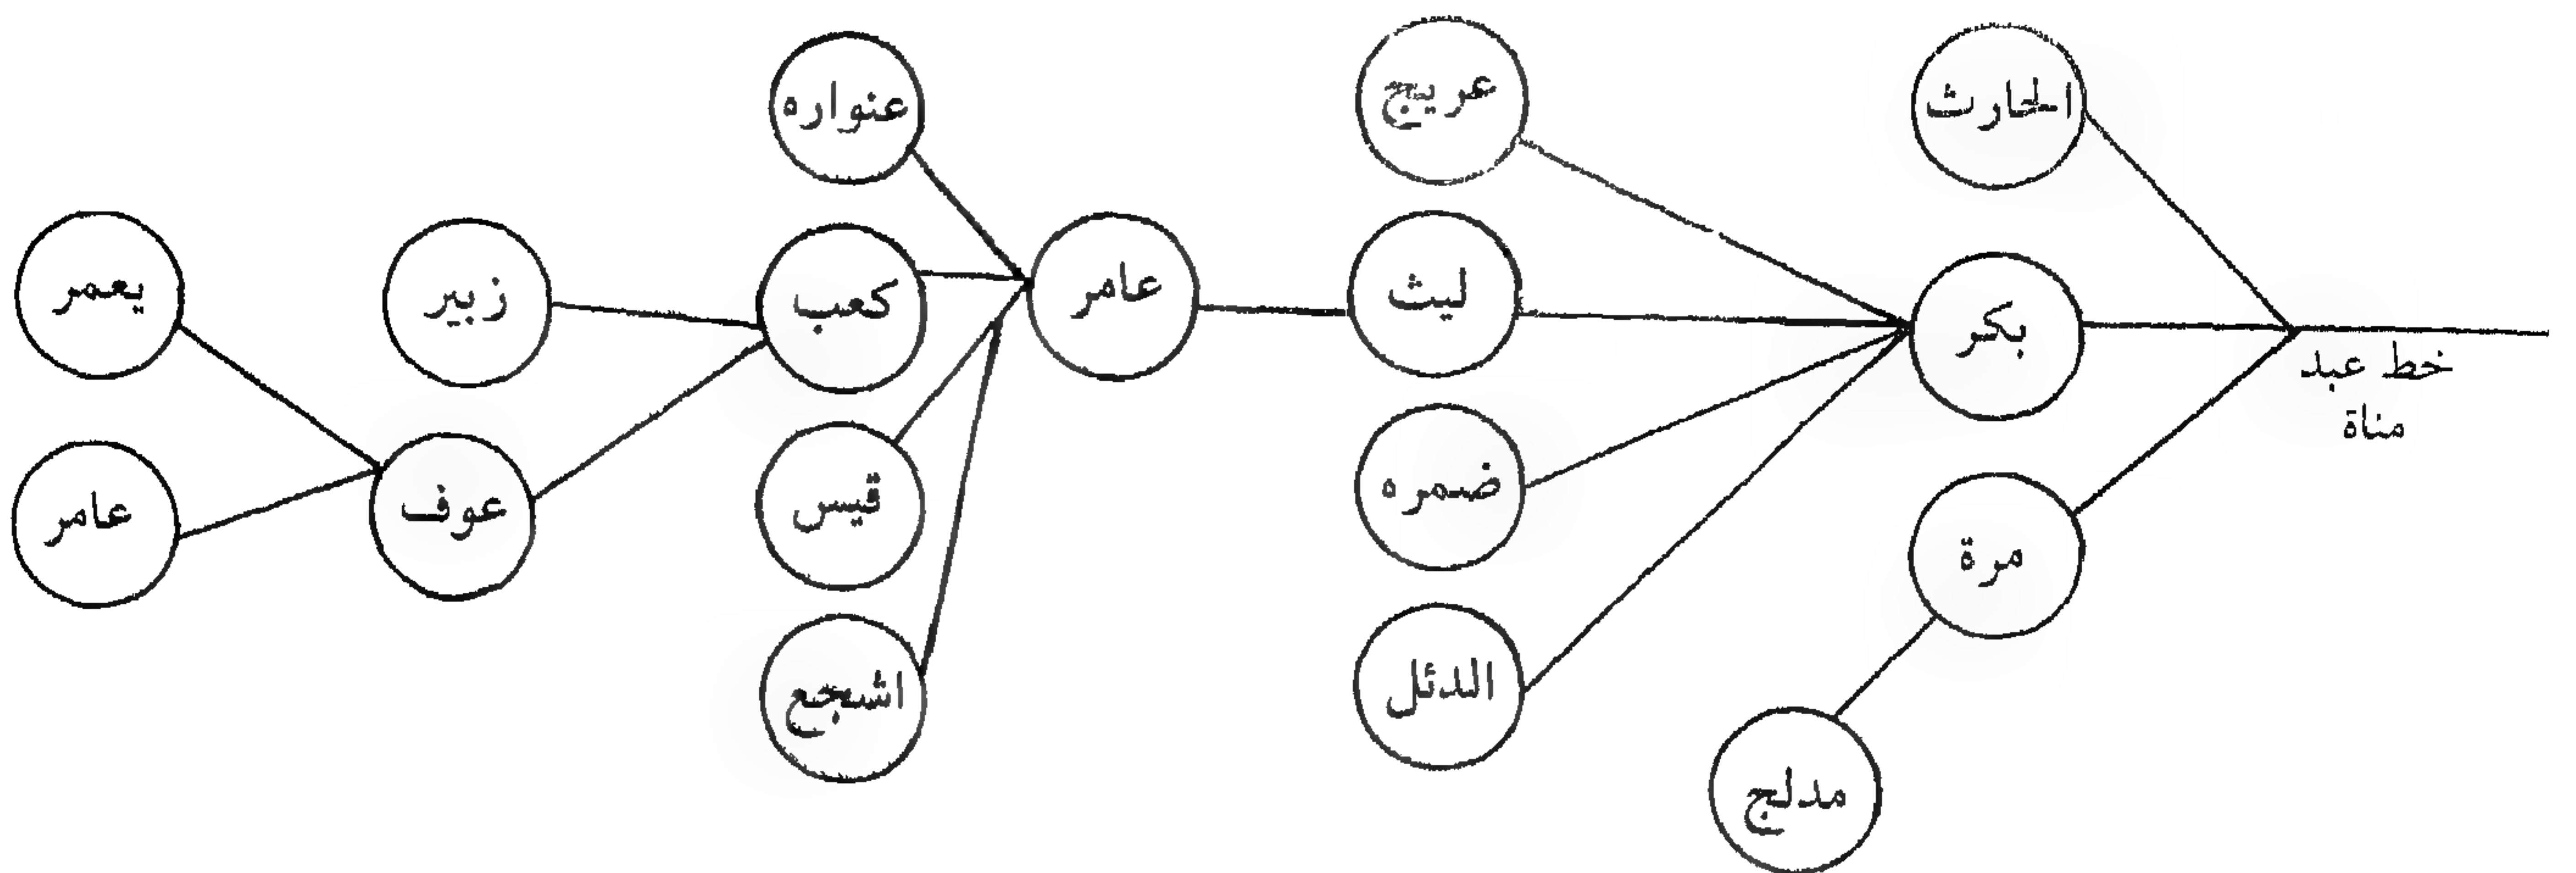 الحارث
بكر
خط عبد
مناة
مرة
مدلج
عريج
ليث
ضمره
الدئل
عامر
عنواره
كعب
قيس
اشجع
زبير
عوف
يعمر
عامر